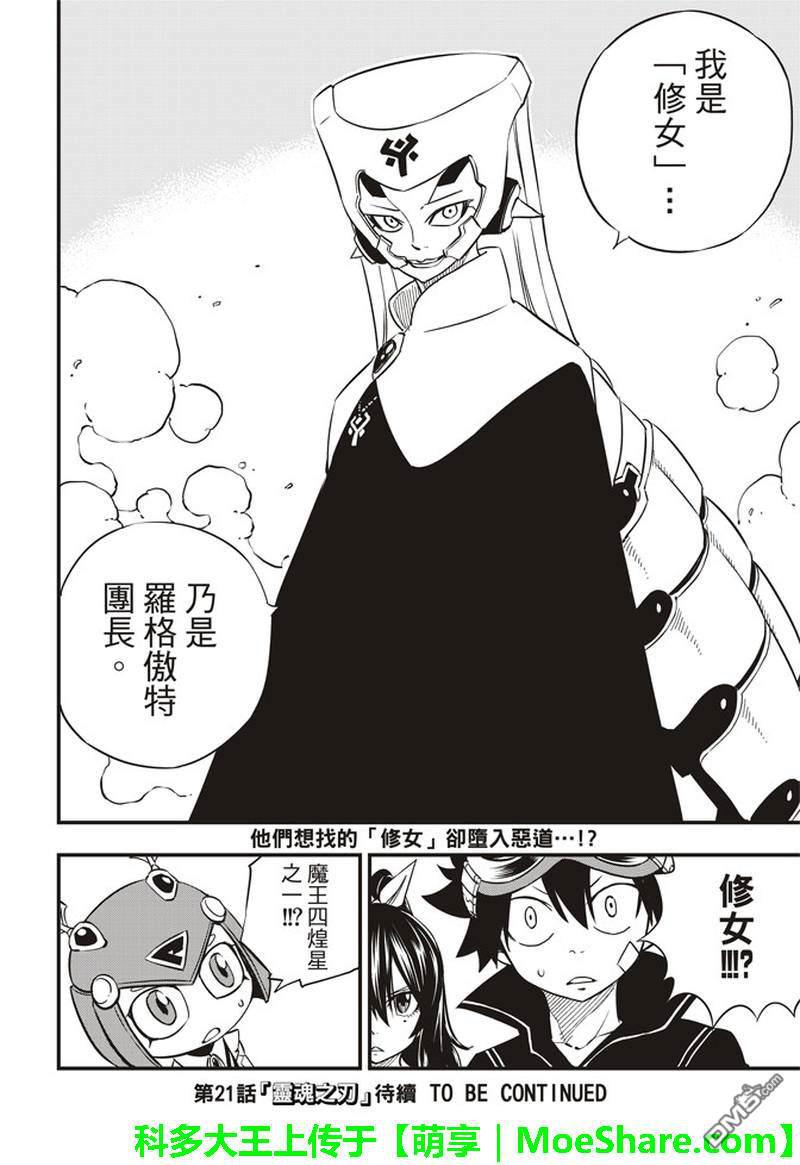 我是
「修女」…
乃是
羅格傲特
團長。
他們想找的「修女」卻墮入惡道…!?
修女!!!?
魔王四煌星
之一!!?
第21話「靈魂之刃」待續 TO BE CONTINUED
DM5.com
科多大王上传于【萌享】|MoeShare.com】